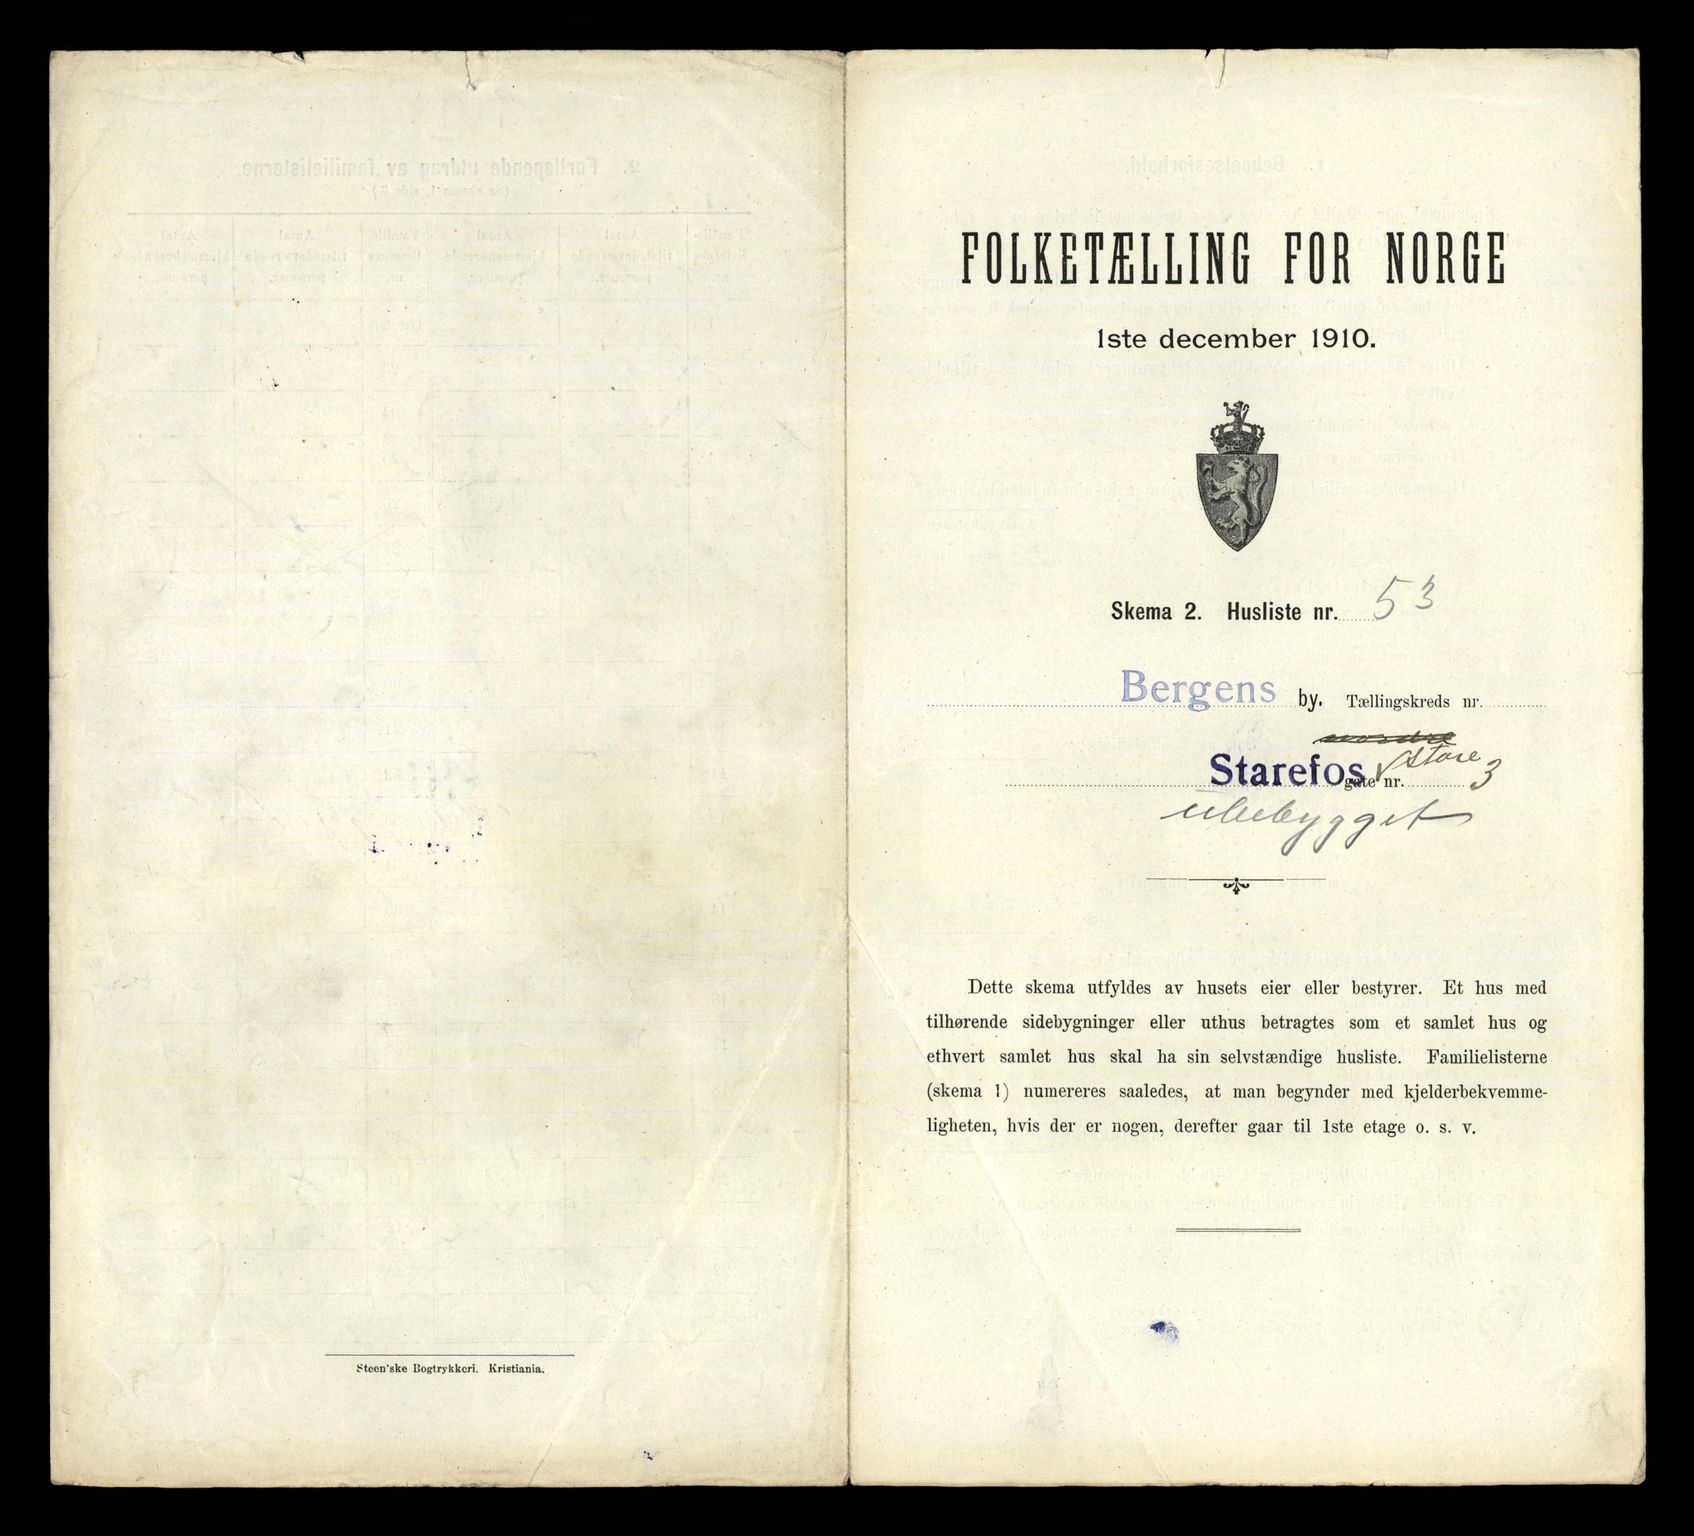 Steen'ske Bogtrykkeri. Kristiania.
FOLKETÆLLING FOR NORGE
1ste december 1910.
Skema 2. Husliste nr. 53
Bergens by. Tællingskreds nr.
nordre
Starefos store gate nr. 3
ubebygget
Dette skema utfyldes av husets eier eller bestyrer. Et hus med
tilhørende sidebygninger eller uthus betragtes som et samlet hus og
ethvert samlet hus skal ha sin selvstændige husliste. Familielisterne
(skema 1) numereres saaledes, at man begynder med kjelderbekvemme-
ligheten, hvis der er nogen, derefter gaar til 1ste etage o. s. v.